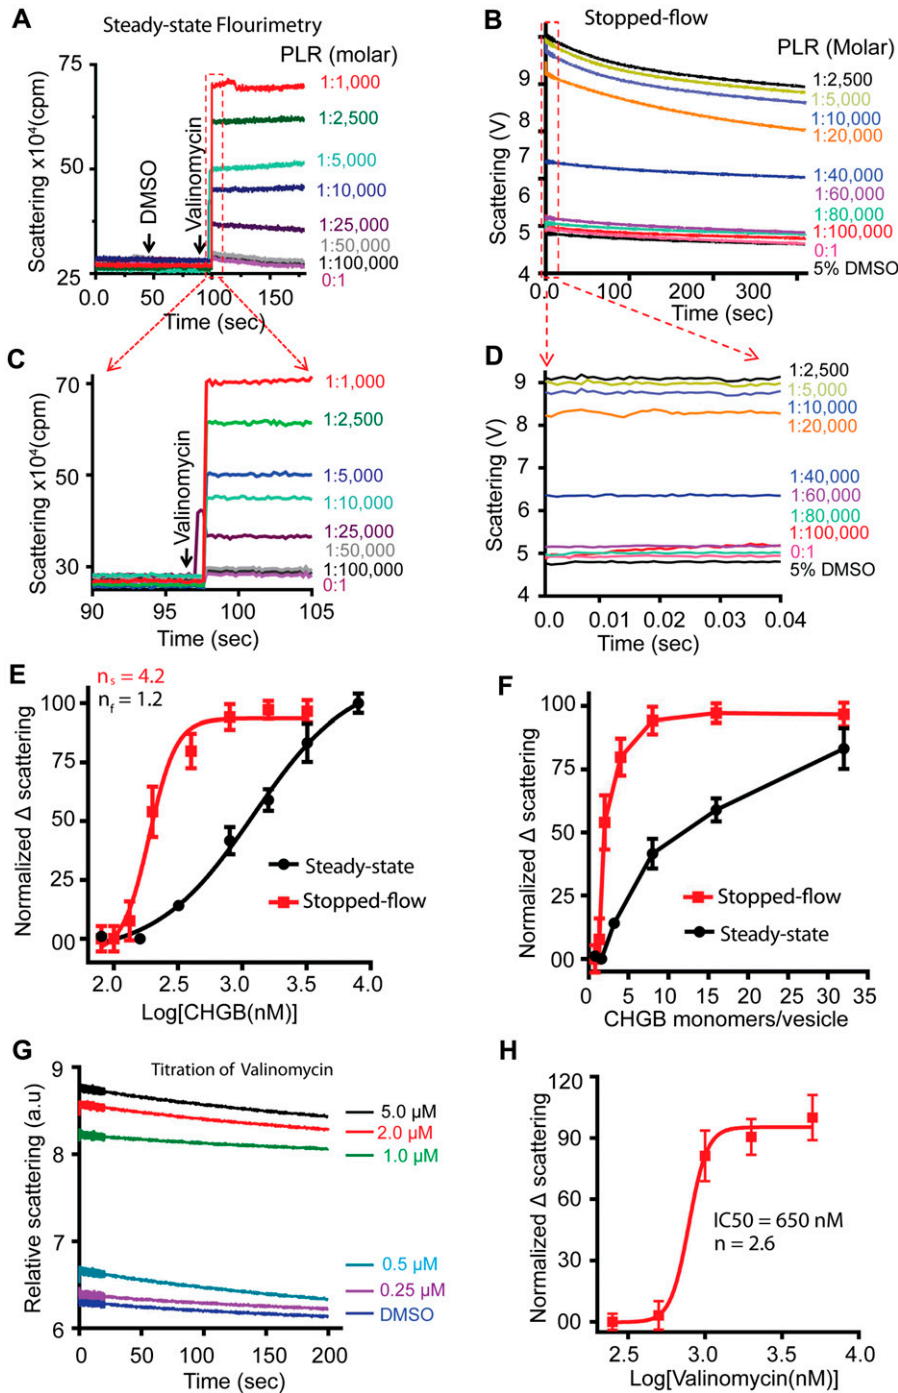 A
Steady-state Flourimetry
PLR (molar)
Scattering x10⁴(cpm)
75
50
25
DMSO
Valinomycin
1:1,000
1:2,500
1:5,000
1:10,000
1:25,000
1:50,000
1:100,000
0:1
0.0 50 100 150
Time (sec)
B
Stopped-flow
PLR (Molar)
Scattering (V)
9
8
7
6
5
4
1:2,500
1:5,000
1:10,000
1:20,000
1:40,000
1:60,000
1:80,000
1:100,000
0:1
5% DMSO
0.0 100 200 300
Time (sec)
C
Scattering x10⁴(cpm)
70
50
30
Valinomycin
1:1,000
1:2,500
1:5,000
1:10,000
1:25,000
1:50,000
1:100,000
0:1
90 95 100 105
Time (sec)
D
Scattering (V)
9
8
7
6
5
4
1:2,500
1:5,000
1:10,000
1:20,000
1:40,000
1:60,000
1:80,000
1:100,000
0:1
5% DMSO
0.0 0.01 0.02 0.03 0.04
Time (sec)
E
nₛ = 4.2
n_f = 1.2
Normalized Δ scattering
100
75
50
25
00
Steady-state
Stopped-flow
2.0 2.5 3.0 3.5 4.0
Log[CHGB(nM)]
F
Normalized Δ scattering
100
75
50
25
00
Stopped-flow
Steady-state
0 5 10 15 20 25 30 35
CHGB monomers/vesicle
G
Titration of Valinomycin
Relative scattering (a.u)
9
8
7
6
5.0 µM
2.0 µM
1.0 µM
0.5 µM
0.25 µM
DMSO
0 50 100 150 200
Time (sec)
H
Normalized Δ scattering
120
90
60
30
00
IC50 = 650 nM
n = 2.6
2.5 3.0 3.5 4.0
Log[Valinomycin(nM)]